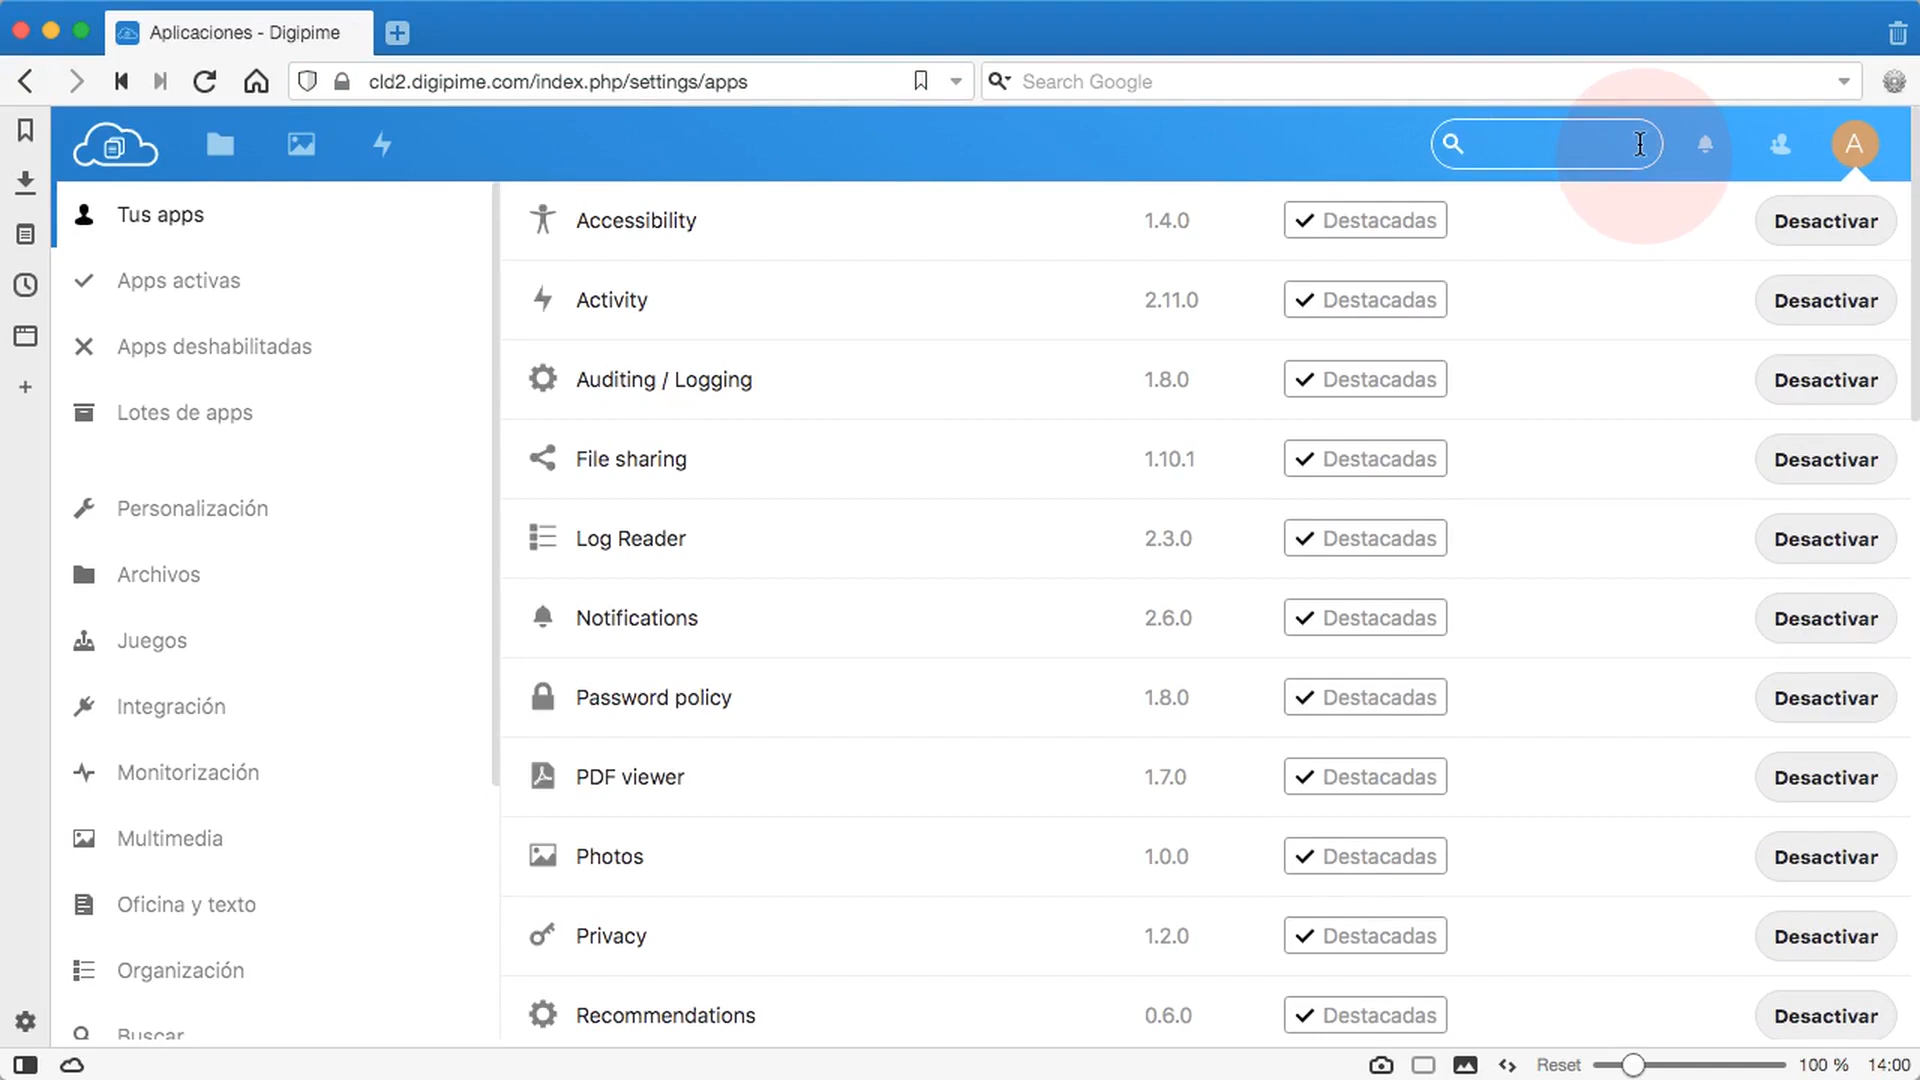 Aplicaciones - Digipime
cld2.digipime.com/index.php/settings/apps
Search Google
A
Tus apps
Apps activas
Apps deshabilitadas
Lotes de apps
Personalización
Archivos
Juegos
Integración
Monitorización
Multimedia
Oficina y texto
Organización
Buscar
Accessibility 1.4.0 Destacadas Desactivar
Activity 2.11.0 Destacadas Desactivar
Auditing / Logging 1.8.0 Destacadas Desactivar
File sharing 1.10.1 Destacadas Desactivar
Log Reader 2.3.0 Destacadas Desactivar
Notifications 2.6.0 Destacadas Desactivar
Password policy 1.8.0 Destacadas Desactivar
PDF viewer 1.7.0 Destacadas Desactivar
Photos 1.0.0 Destacadas Desactivar
Privacy 1.2.0 Destacadas Desactivar
Recommendations 0.6.0 Destacadas Desactivar
Reset 100 % 14:00